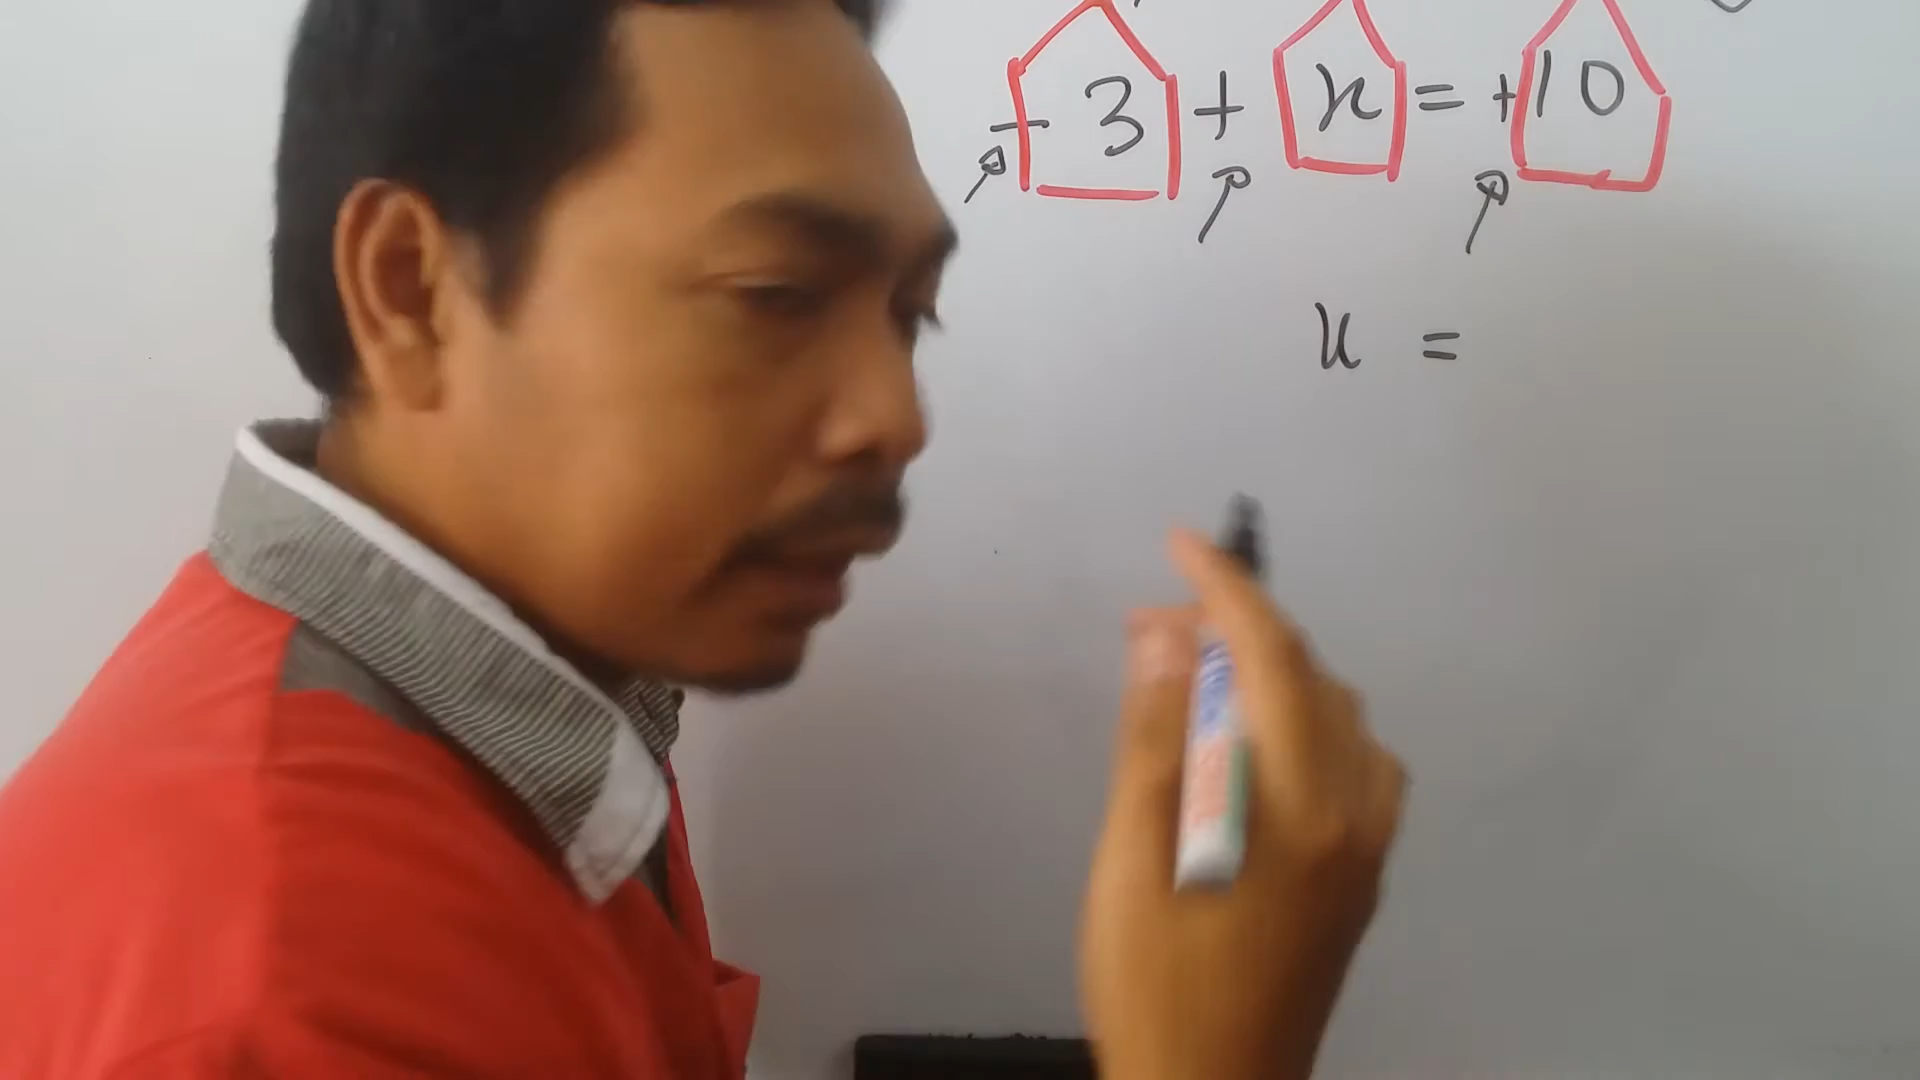 - 3 + x = +10
x =